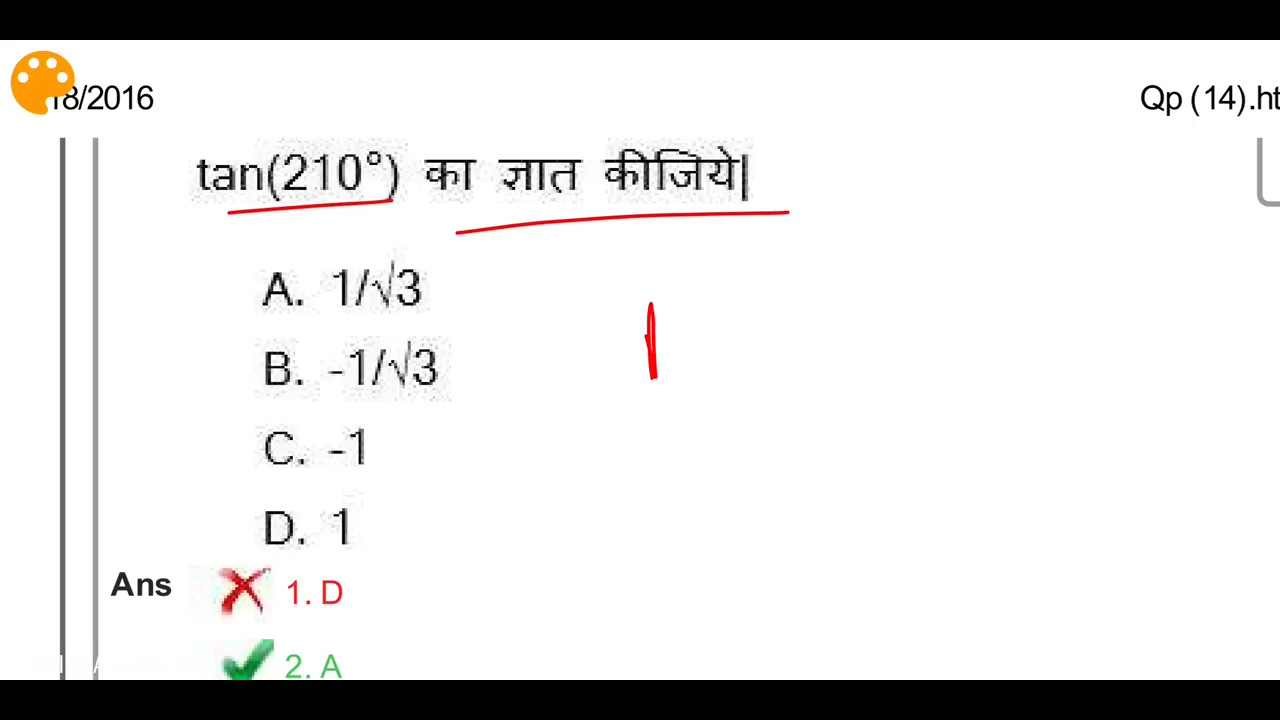 18/2016
Qp (14).ht
tan(210°) का ज्ञात कीजिये|
A. 1/√3
B. -1/√3
C. -1
D. 1
Ans
1. D
2. A